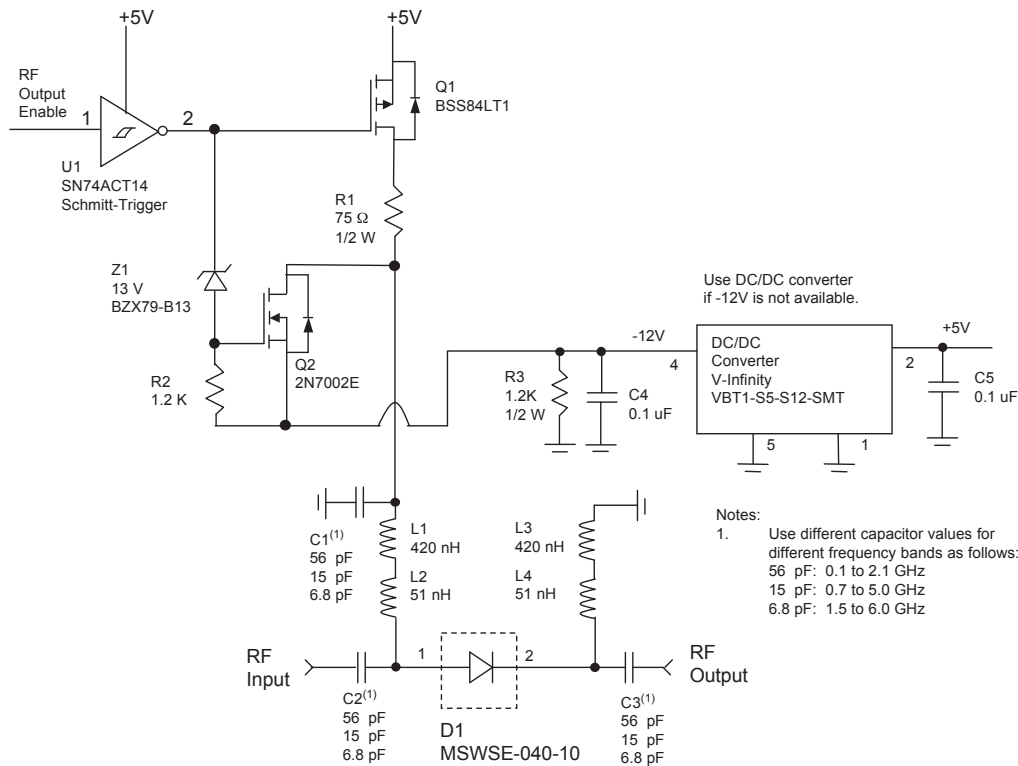 +5V
+5V
RF
Output
Enable
1
2
Q1
BSS84LT1
U1
SN74ACT14
Schmitt-Trigger
R1
75 Ω
1/2 W
Z1
13 V
BZX79-B13
Use DC/DC converter
if -12V is not available.
Q2
2N7002E
R2
1.2 K
-12V
4
DC/DC
Converter
V-Infinity
VBT1-S5-S12-SMT
2
+5V
R3
1.2K
1/2 W
C4
0.1 uF
C5
0.1 uF
5
1
C1(1)
56 pF
15 pF
6.8 pF
L1
420 nH
L2
51 nH
L3
420 nH
L4
51 nH
Notes:
1. Use different capacitor values for
different frequency bands as follows:
56 pF: 0.1 to 2.1 GHz
15 pF: 0.7 to 5.0 GHz
6.8 pF: 1.5 to 6.0 GHz
RF
Input
1
2
RF
Output
C2(1)
56 pF
15 pF
6.8 pF
D1
MSWSE-040-10
C3(1)
56 pF
15 pF
6.8 pF